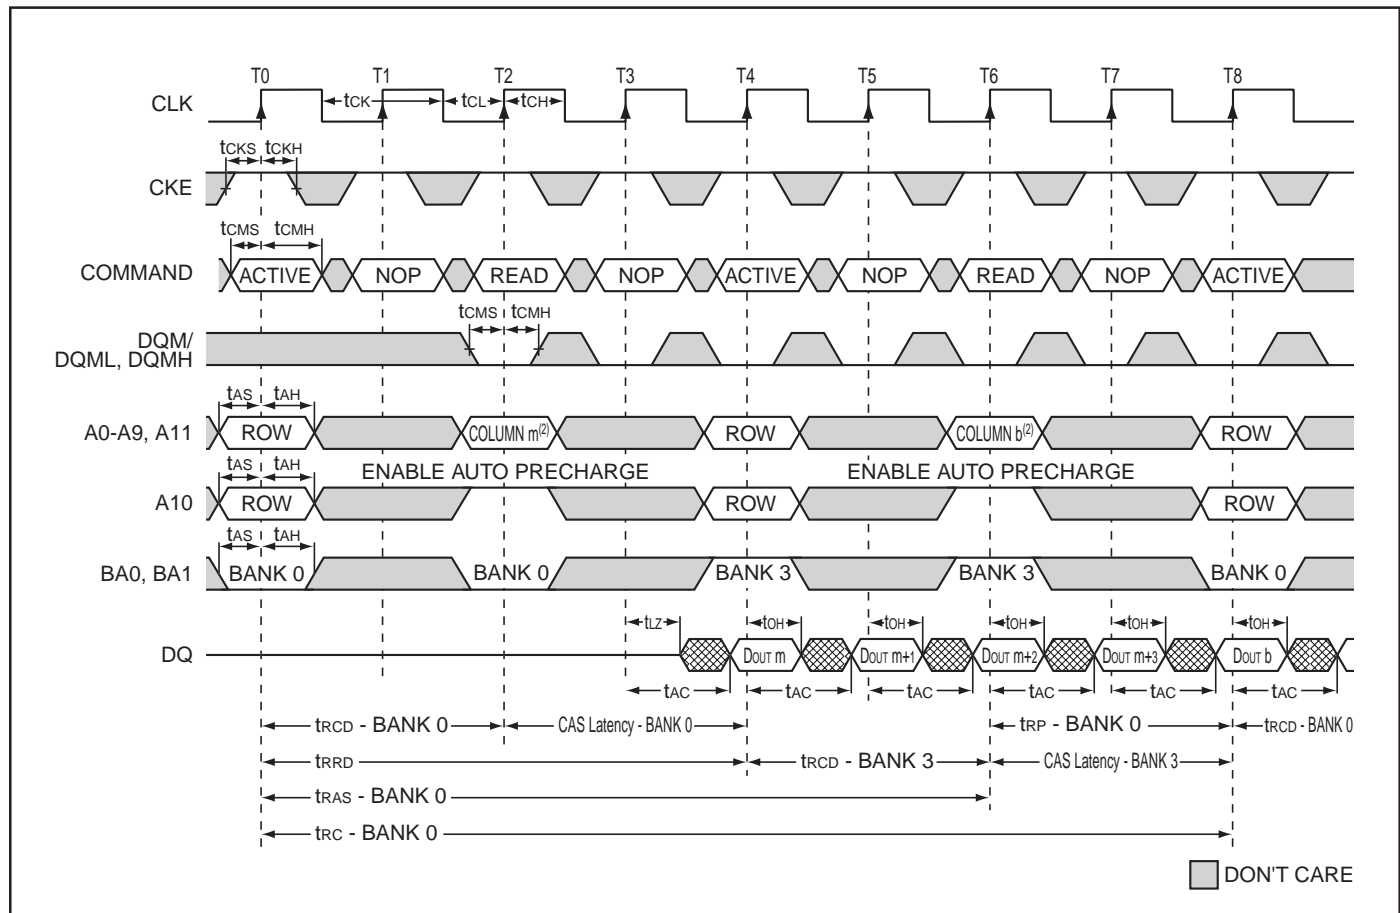 T0 T1 T2 T3 T4 T5 T6 T7 T8
CLK tCK tCL tCH
tCKS tCKH
CKE
tCMS tCMH
COMMAND ACTIVE NOP READ NOP ACTIVE NOP READ NOP ACTIVE
tCMS tCMH
DQM/
DQML, DQMH
tAS tAH
A0-A9, A11 ROW COLUMN m(2) ROW COLUMN b(2) ROW
tAS tAH ENABLE AUTO PRECHARGE ENABLE AUTO PRECHARGE
A10 ROW ROW ROW
tAS tAH
BA0, BA1 BANK 0 BANK 0 BANK 3 BANK 3 BANK 0
tLZ tOH tOH tOH tOH tOH
DQ DOUT m DOUT m+1 DOUT m+2 DOUT m+3 DOUT b
tAC tAC tAC tAC tAC tAC
tRCD - BANK 0 CAS Latency - BANK 0 tRP - BANK 0 tRCD - BANK 0
tRRD tRCD - BANK 3 CAS Latency - BANK 3
tRAS - BANK 0
tRC - BANK 0
DON'T CARE